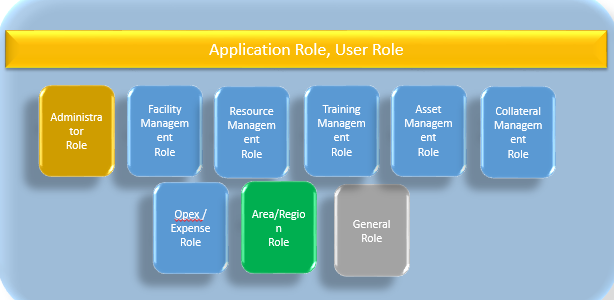 Application Role, User Role
Administra
tor
Role
Facility
Managem
ent
Role
Resource
Managem
ent
Role
Training
Managem
ent
Role
Asset
Managem
ent
Role
Collateral
Managem
ent
Role
Opex /
Expense
Role
Area/Regio
n
Role
General
Role